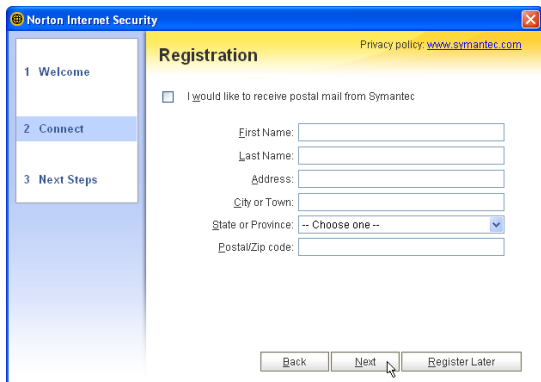 Norton Internet Security
Privacy policy: www.symantec.com
Registration
1 Welcome
2 Connect
3 Next Steps
I would like to receive postal mail from Symantec
First Name:
Last Name:
Address:
City or Town:
State or Province: -- Choose one --
Postal/Zip code:
Back Next Register Later